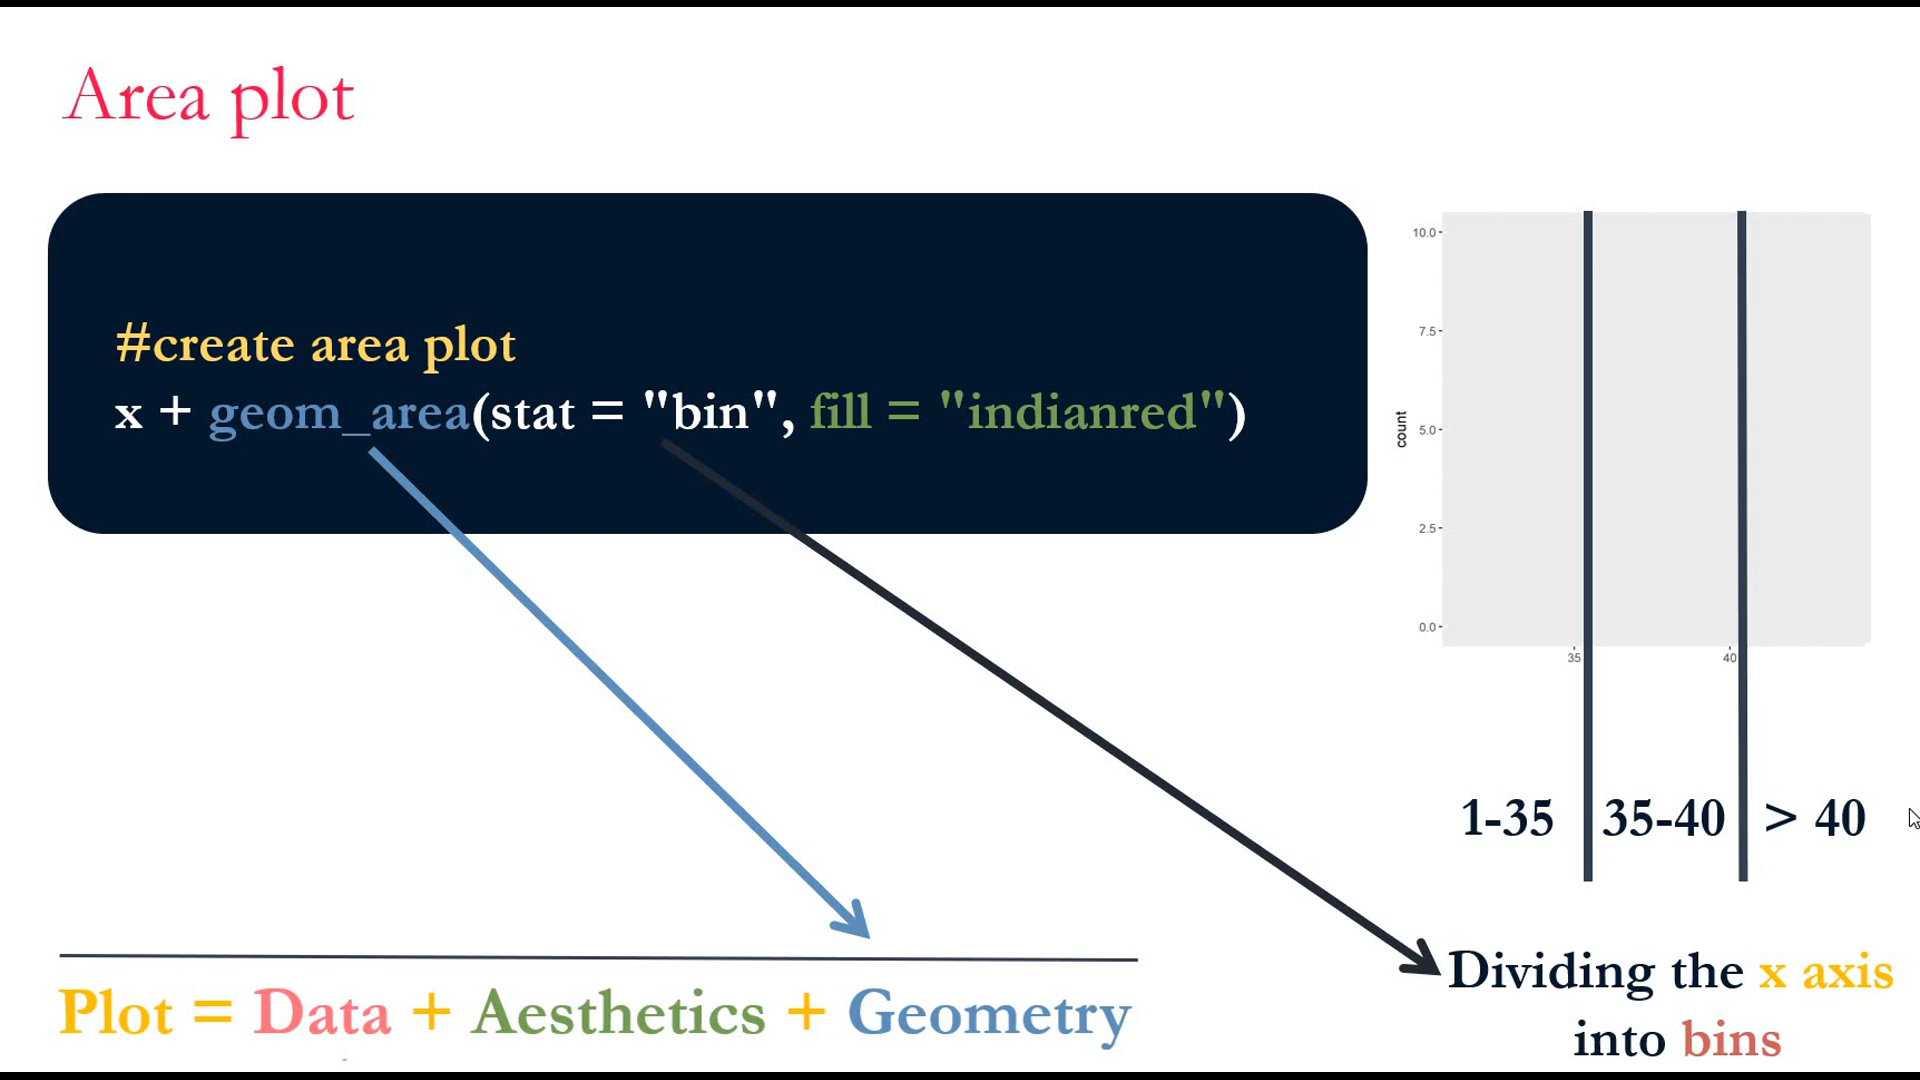 Area plot
#create area plot
x + geom_area(stat = "bin", fill = "indianred")
10.0
7.5
5.0
2.5
0.0
count
35
40
1-35
35-40
> 40
Dividing the x axis
into bins
Plot = Data + Aesthetics + Geometry